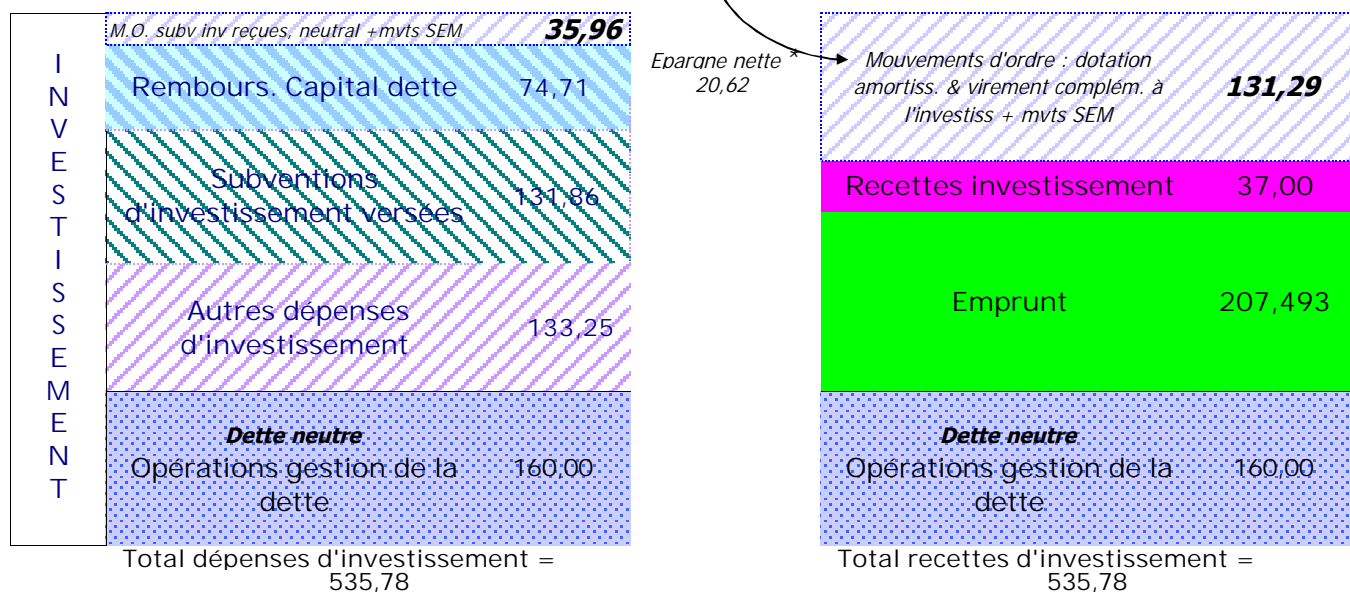 INVESTISSEMENT
M.O. subv inv reçues, neutral +mvts SEM 35,96
Rembours. Capital dette 74,71
Subventions
d'investissement versées 131,86
Autres dépenses
d'investissement 133,25
Dette neutre
Opérations gestion de la
dette 160,00
Total dépenses d'investissement =
535,78
Epargne nette *
20,62
Mouvements d'ordre : dotation
amortiss. & virement complém. à
l'investiss + mvts SEM 131,29
Recettes investissement 37,00
Emprunt 207,493
Dette neutre
Opérations gestion de la
dette 160,00
Total recettes d'investissement =
535,78